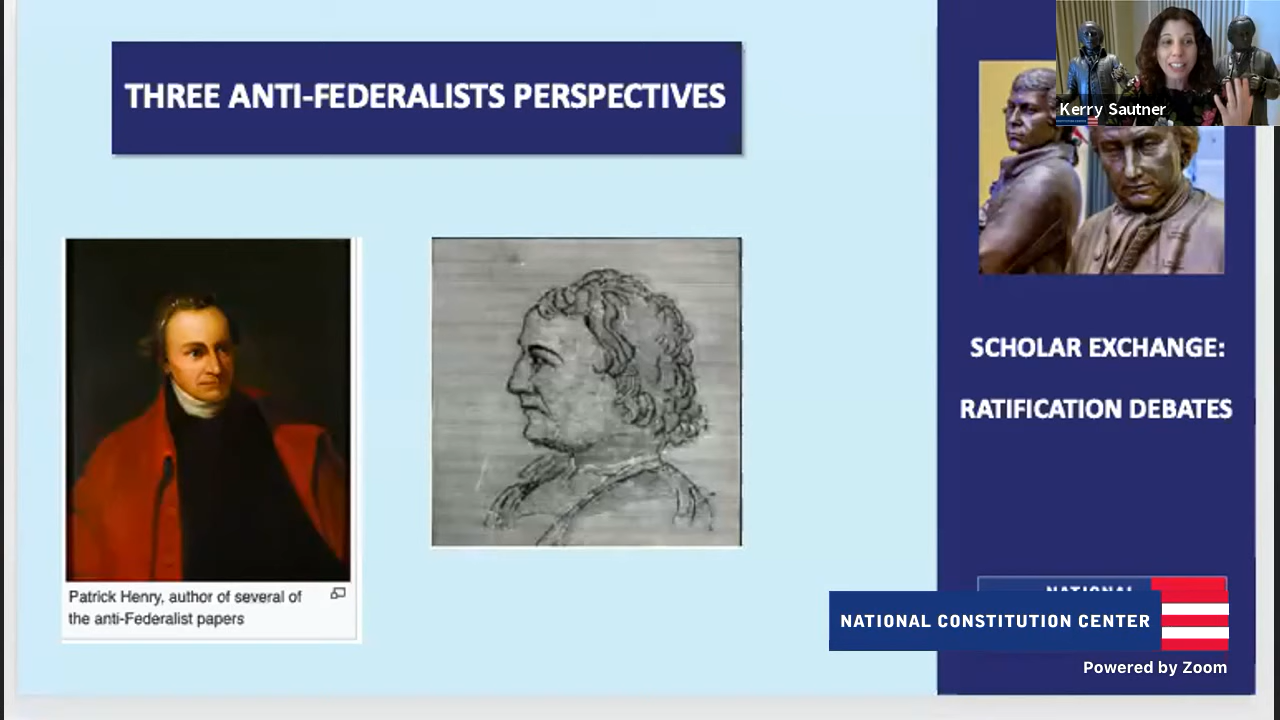 THREE ANTI-FEDERALISTS PERSPECTIVES
Kerry Sautner
Patrick Henry, author of several of
the anti-Federalist papers
SCHOLAR EXCHANGE:
RATIFICATION DEBATES
NATIONAL
NATIONAL CONSTITUTION CENTER
Powered by Zoom